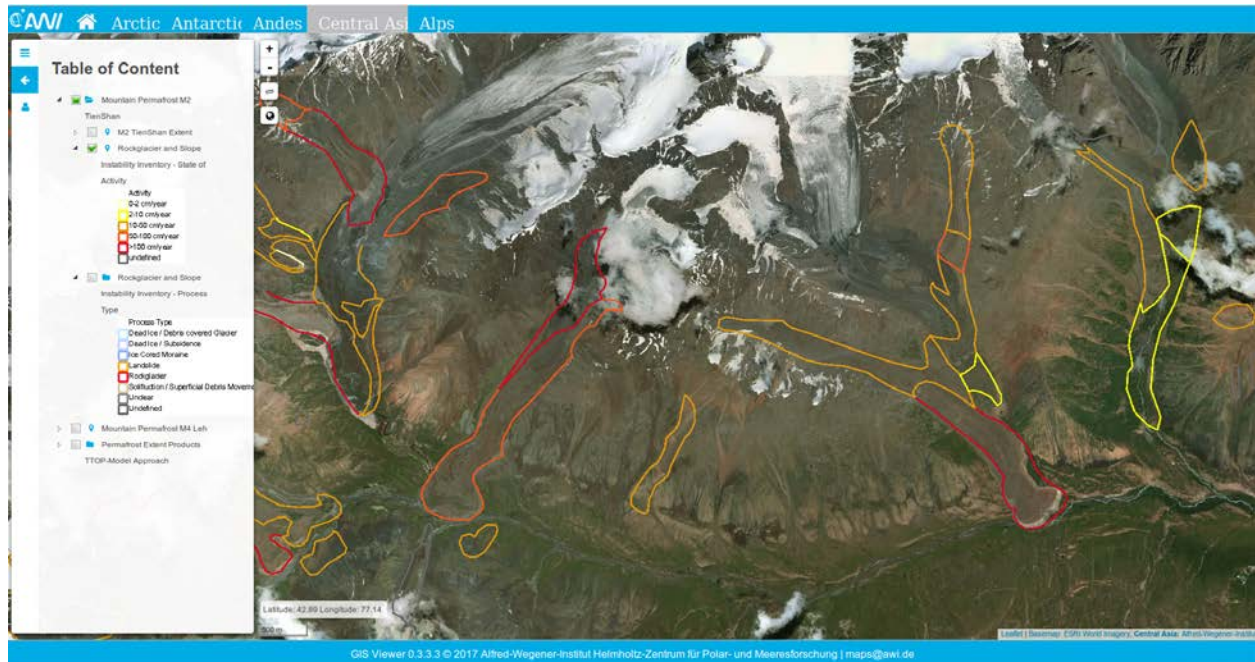 AWI Arctic Antarctic Andes Central Asi Alps
+
-
Table of Content
Mountain Permafrost M2
TienShan
M2 TienShan Extent
Rockglacier and Slope
Instability Inventory - State of
Activity
Activity
0-2 cm/year
2-10 cm/year
10-50 cm/year
50-100 cm/year
>100 cm/year
undefined
Rockglacier and Slope
Instability Inventory - Process
Type
Process Type
Dead Ice / Debris covered Glacier
Dead Ice / Subsidence
Ice Cored Moraine
Landslide
Rockglacier
Solifluction / Superficial Debris Moveme
Unclear
Undefined
Mountain Permafrost M4 Leh
Permafrost Extent Products
TTOP-Model Approach
Latitude: 42.89 Longitude: 77.14
500 m
Leaflet | Basemap: ESRI World Imagery, Central Asia: Alfred-Wegener-Institu
GIS Viewer 0.3.3.3 © 2017 Alfred-Wegener-Institut Helmholtz-Zentrum für Polar- und Meeresforschung | maps@awi.de